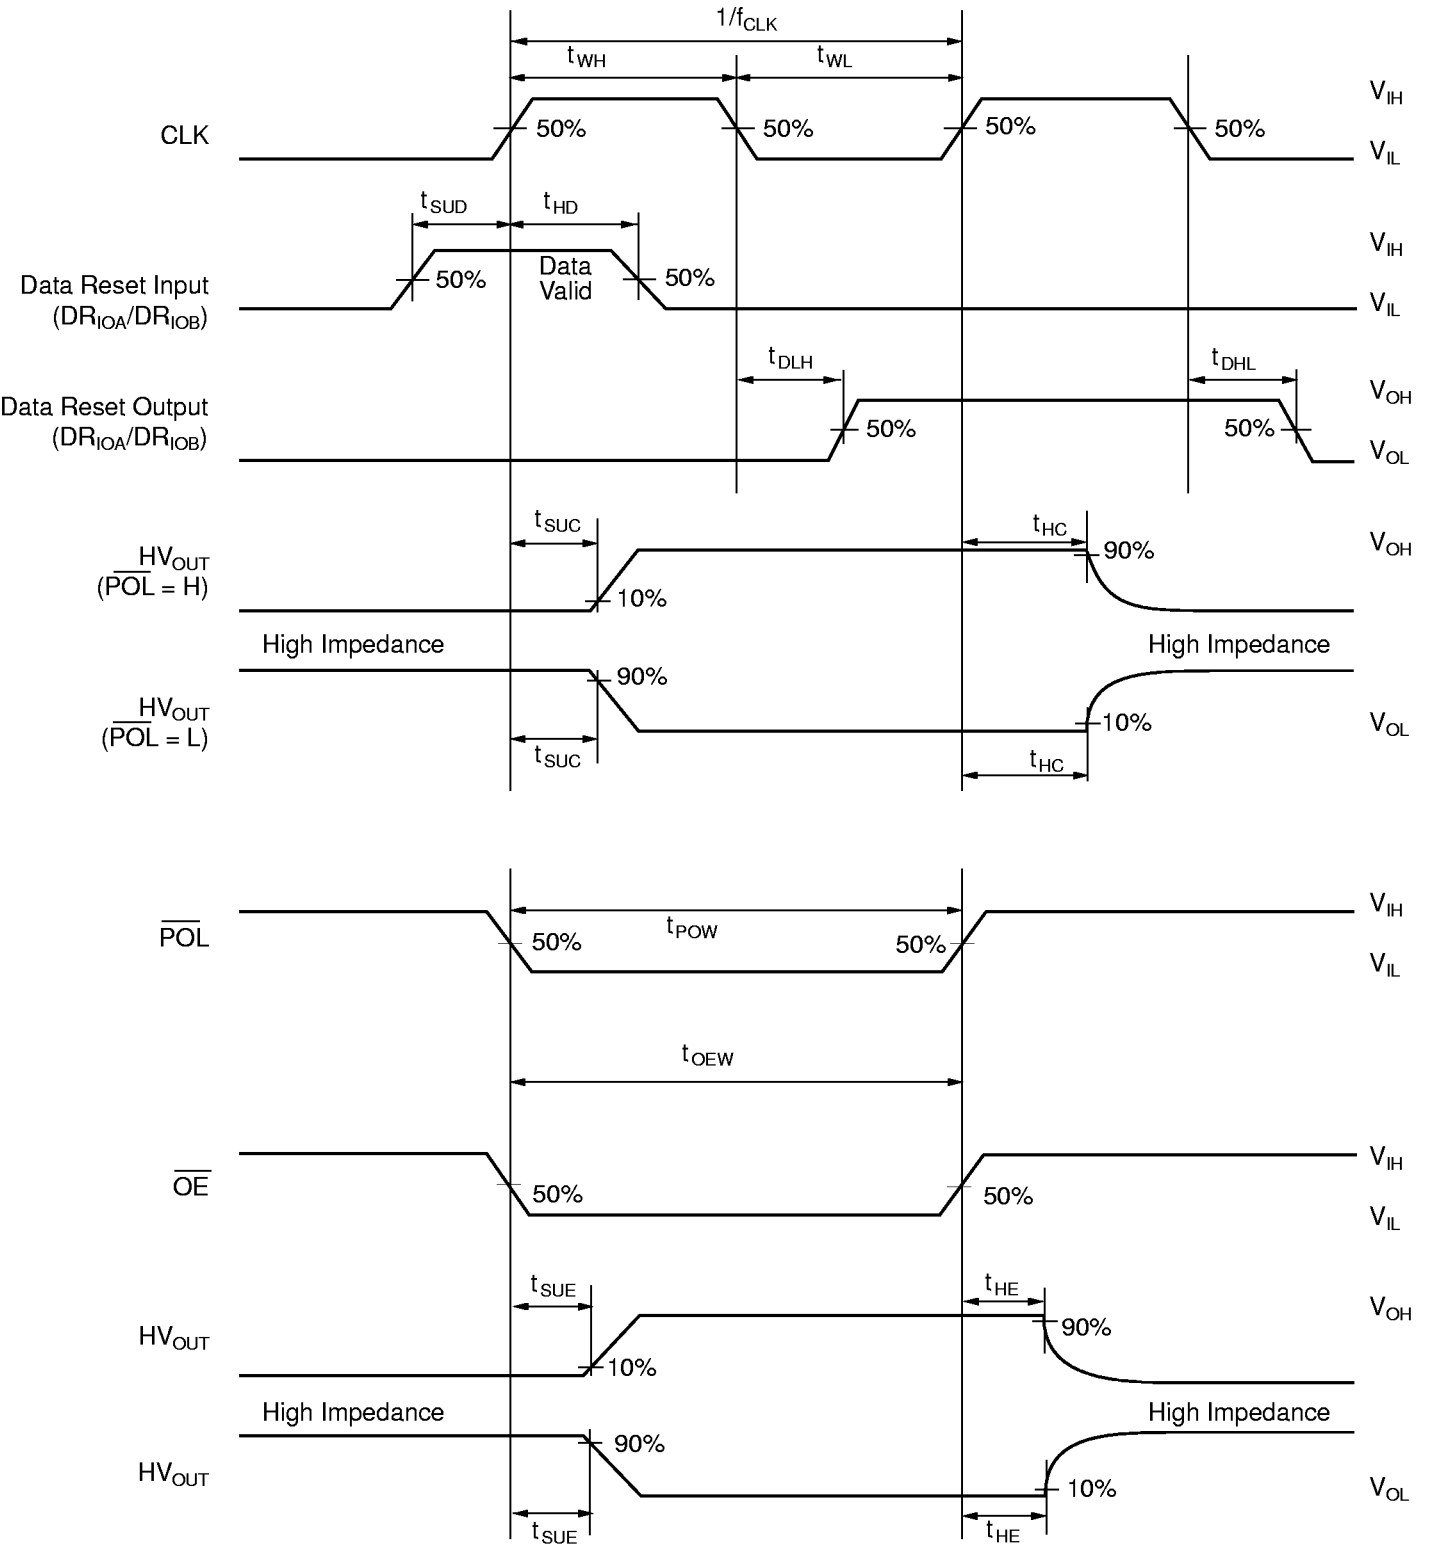 1/fCLK
tWH tWL
VIH
CLK 50% 50% 50% 50%
VIL
tSUD tHD
VIH
Data Reset Input 50% Data 50%
Valid
(DRIOA/DRIOB) VIL
tDLH tDHL
VOH
Data Reset Output
(DRIOA/DRIOB) 50% 50%
VOL
tSUC tHC
HVOUT 90% VOH
(POL = H) 10%
High Impedance High Impedance
90%
HVOUT 10% VOL
(POL = L)
tSUC tHC
VIH
POL tPOW
50% 50%
VIL
tOEW
VIH
OE 50% 50%
VIL
tSUE tHE
VOH
HVOUT 90%
10%
High Impedance High Impedance
90%
HVOUT 10% VOL
tSUE tHE